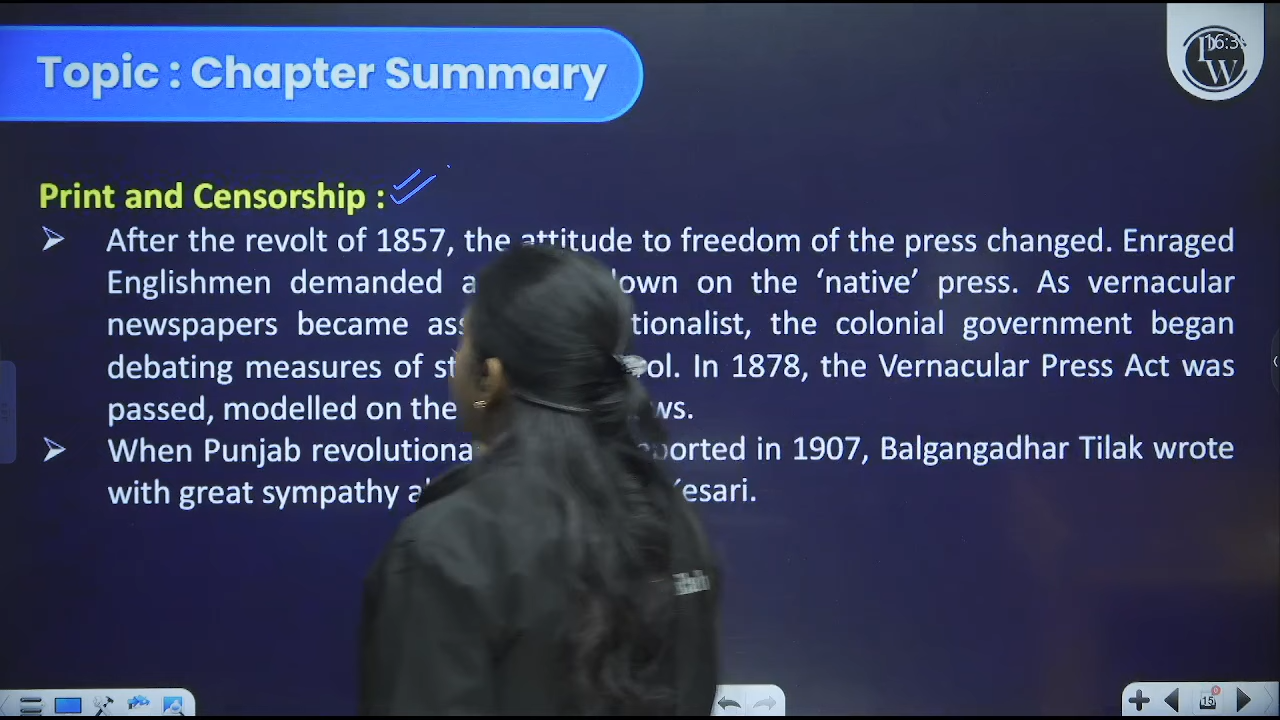 Topic : Chapter Summary
16:3
PW
Print and Censorship :
➢ After the revolt of 1857, the attitude to freedom of the press changed. Enraged
Englishmen demanded a own on the ‘native’ press. As vernacular
newspapers became ass tionalist, the colonial government began
debating measures of st ol. In 1878, the Vernacular Press Act was
passed, modelled on the ws.
➢ When Punjab revolutiona ported in 1907, Balgangadhar Tilak wrote
with great sympathy a Kesari.
15